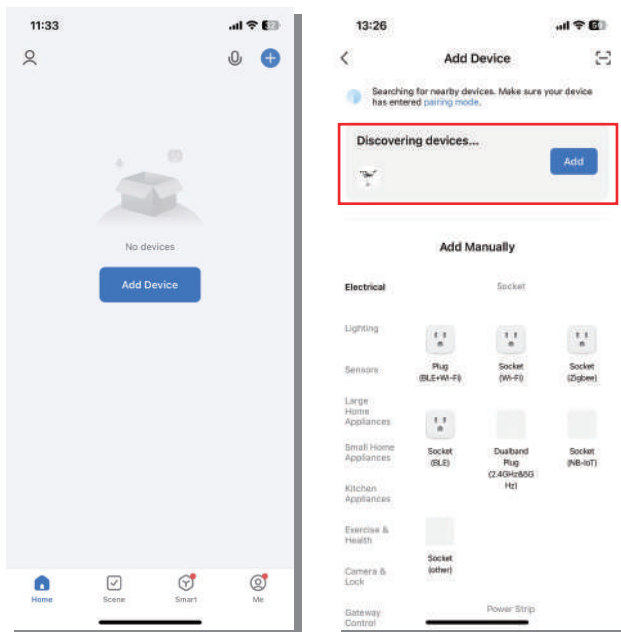 11:33
No devices
Add Device
Home
Scene
Smart
Me
13:26
Add Device
Searching for nearby devices. Make sure your device
has entered pairing mode.
Discovering devices...
Add
Add Manually
Electrical
Lighting
Sensors
Large
Home
Appliances
Small Home
Appliances
Kitchen
Appliances
Exercise &
Health
Camera &
Lock
Gateway
Control
Socket
Plug
(BLE+Wi-Fi)
Socket
(Wi-Fi)
Socket
(Zigbee)
Socket
(BLE)
Dualband
Plug
(2.4GHz&5G
Hz)
Socket
(NB-IoT)
Socket
(other)
Power Strip